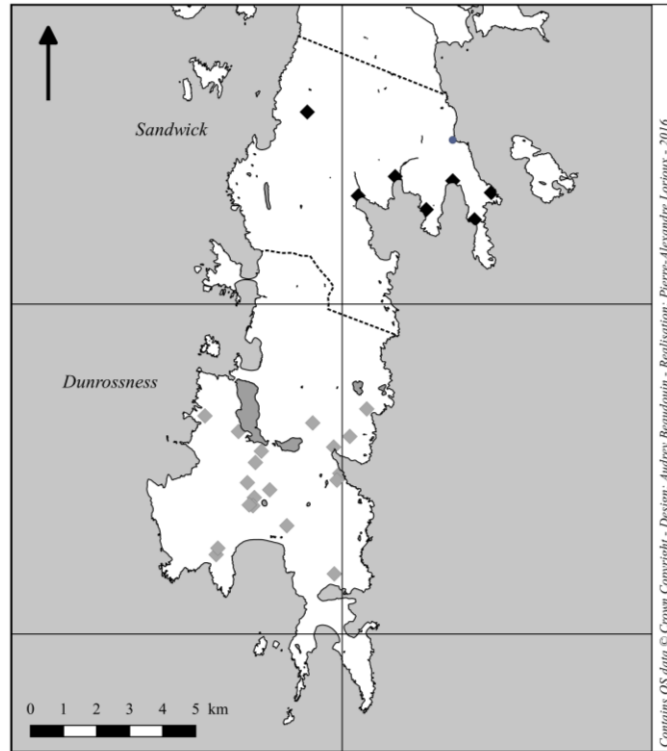 Sandwick
Dunrossness
0 1 2 3 4 5 km
Contains OS data © Crown Copyright - Design: Audrey Beaudouin - Realisation: Pierre-Alexandre Lorioux - 2016